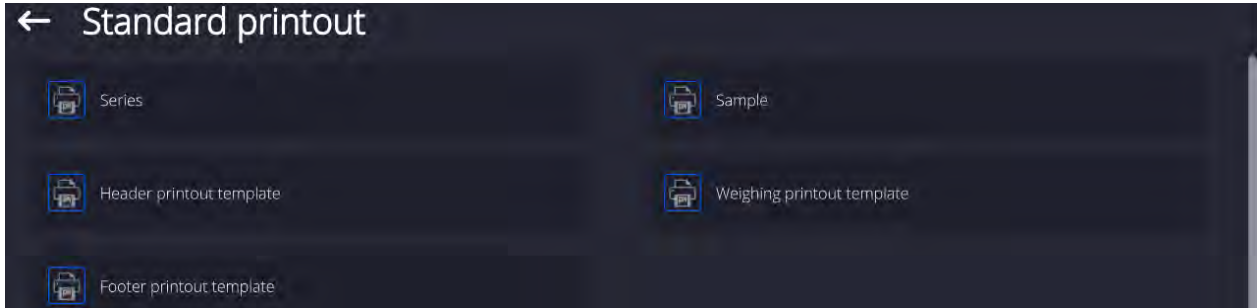 Standard printout
Series
Sample
Header printout template
Weighing printout template
Footer printout template